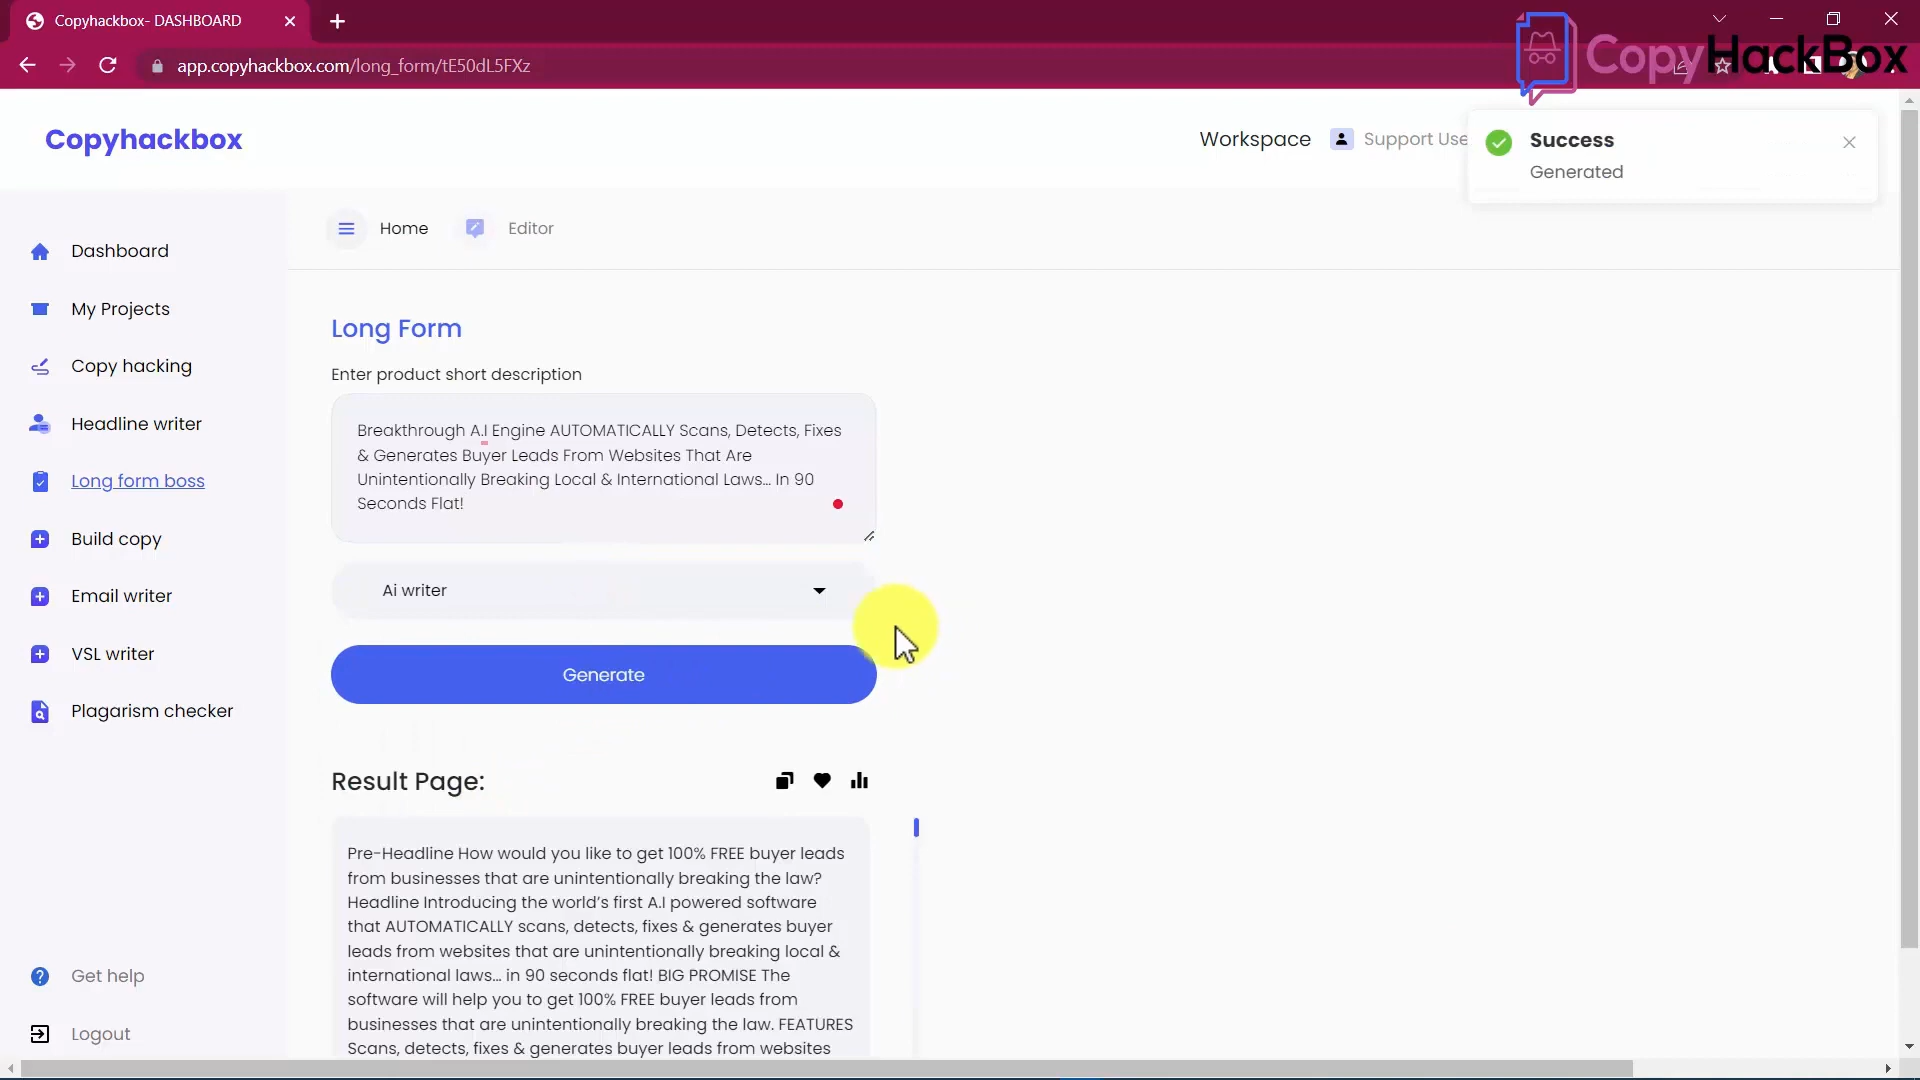 Copyhackbox- DASHBOARD
app.copyhackbox.com/long_form/tE50dL5FXz
CopyHackBox
Copyhackbox
Workspace
Support Use
Success
Generated
Home
Editor
Dashboard
My Projects
Copy hacking
Headline writer
Long form boss
Build copy
Email writer
VSL writer
Plagarism checker
Get help
Logout
Long Form
Enter product short description
Breakthrough A.I Engine AUTOMATICALLY Scans, Detects, Fixes
& Generates Buyer Leads From Websites That Are
Unintentionally Breaking Local & International Laws... In 90
Seconds Flat!
Ai writer
Generate
Result Page:
Pre-Headline How would you like to get 100% FREE buyer leads
from businesses that are unintentionally breaking the law?
Headline Introducing the world's first A.I powered software
that AUTOMATICALLY scans, detects, fixes & generates buyer
leads from websites that are unintentionally breaking local &
international laws... in 90 seconds flat! BIG PROMISE The
software will help you to get 100% FREE buyer leads from
businesses that are unintentionally breaking the law. FEATURES
Scans, detects, fixes & generates buyer leads from websites